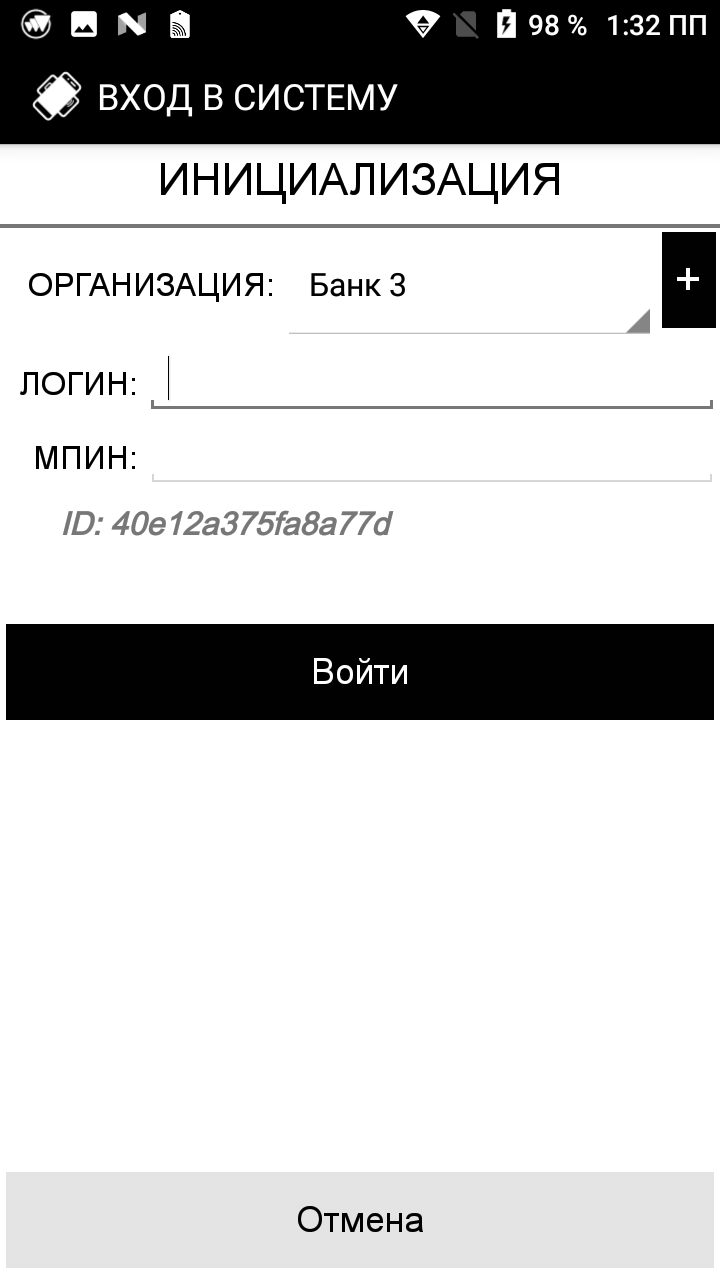 98 % 1:32 ПП
ВХОД В СИСТЕМУ
ИНИЦИАЛИЗАЦИЯ
ОРГАНИЗАЦИЯ: Банк 3 +
ЛОГИН:
МПИН:
ID: 40e12a375fa8a77d
Войти
Отмена